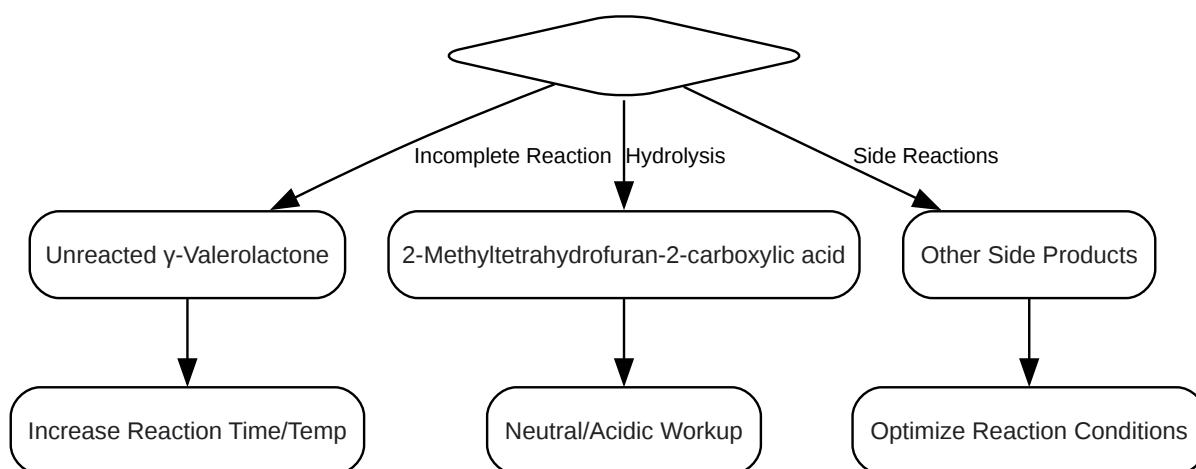 Incomplete Reaction
Hydrolysis
Side Reactions
Unreacted γ-Valerolactone
2-Methyltetrahydrofuran-2-carboxylic acid
Other Side Products
Increase Reaction Time/Temp
Neutral/Acidic Workup
Optimize Reaction Conditions